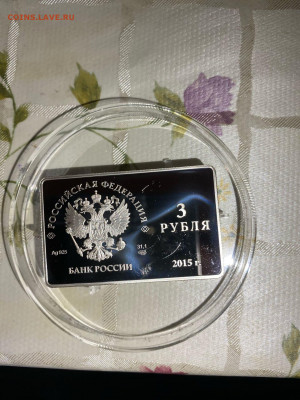 COINS.LAVE.RU
РОССИЙСКАЯ ФЕДЕРАЦИЯ
3
РУБЛЯ
Ag 925
31,1
БАНК РОССИИ
2015 г.